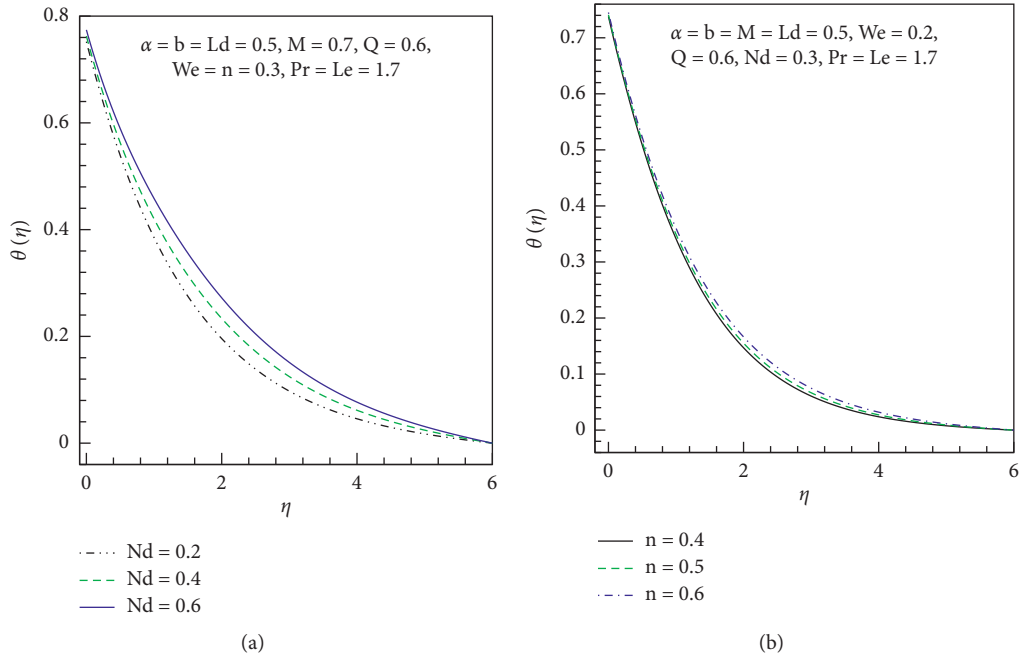 0.8
0.6
0.4
0.2
0
θ (η)
α = b = Ld = 0.5, M = 0.7, Q = 0.6,
We = n = 0.3, Pr = Le = 1.7
0 2 4 6
η
Nd = 0.2
Nd = 0.4
Nd = 0.6
(a)
0.7
0.6
0.5
0.4
0.3
0.2
0.1
0
θ (η)
α = b = M = Ld = 0.5, We = 0.2,
Q = 0.6, Nd = 0.3, Pr = Le = 1.7
0 2 4 6
η
n = 0.4
n = 0.5
n = 0.6
(b)